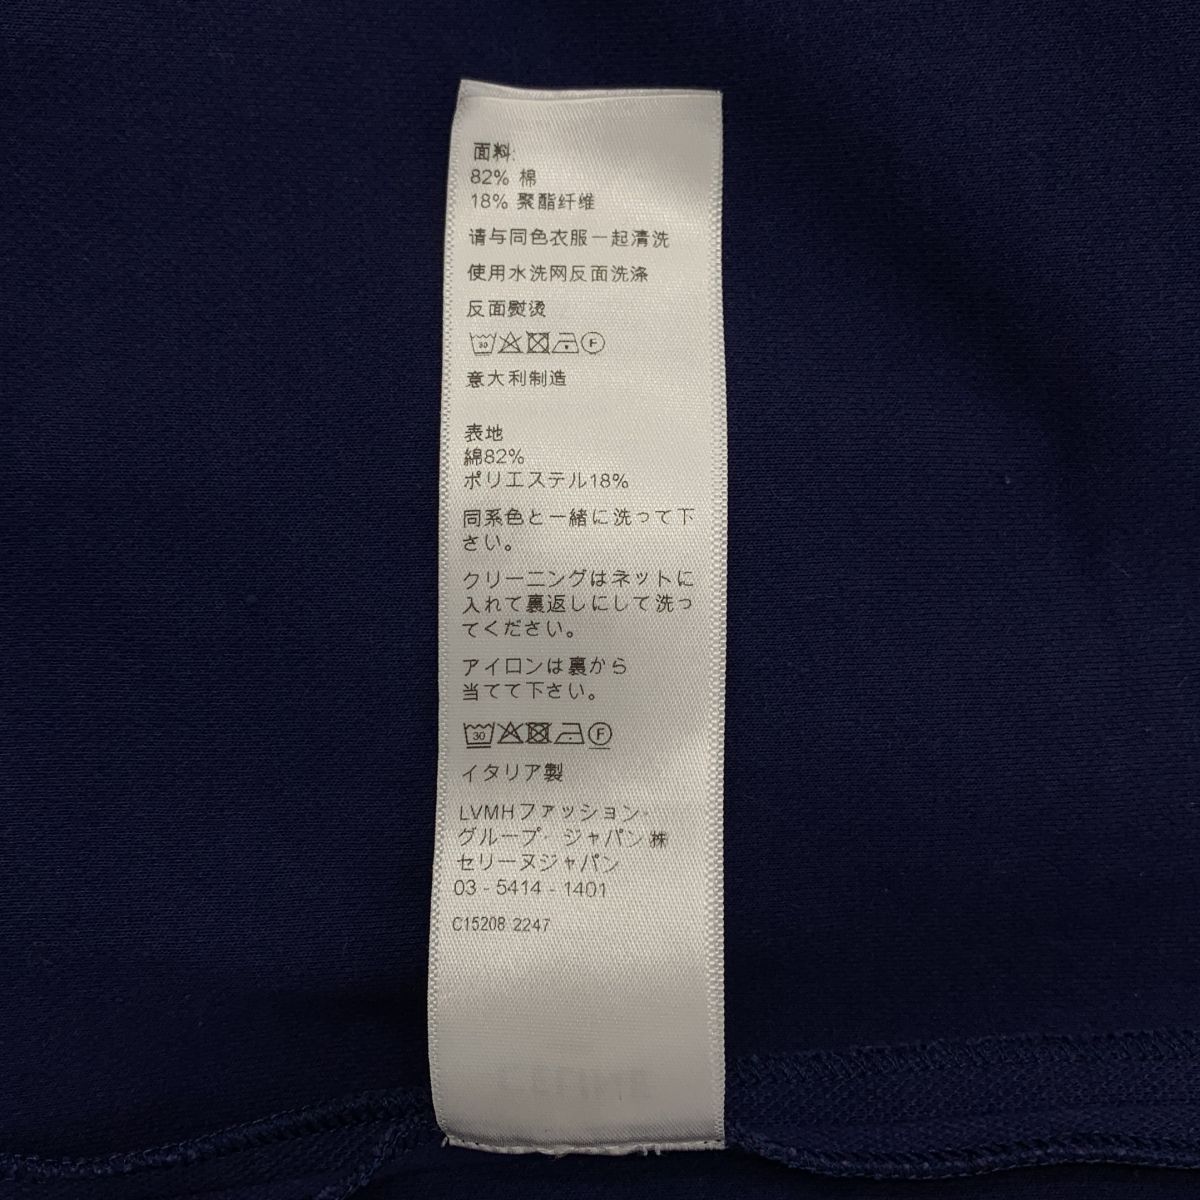 面料:
82% 棉
18% 聚酯纤维
请与同色衣服一起清洗
使用水洗网反面洗涤
反面熨烫
30 F
意大利制造
表地
綿82%
ポリエステル18%
同系色と一緒に洗って下
さい。
クリーニングはネットに
入れて裏返しにして洗っ
てください。
アイロンは裏から
当てて下さい。
30 F
イタリア製
LVMHファッション・
グループ・ジャパン㈱
セリーヌジャパン
03 - 5414 - 1401
C15208 2247